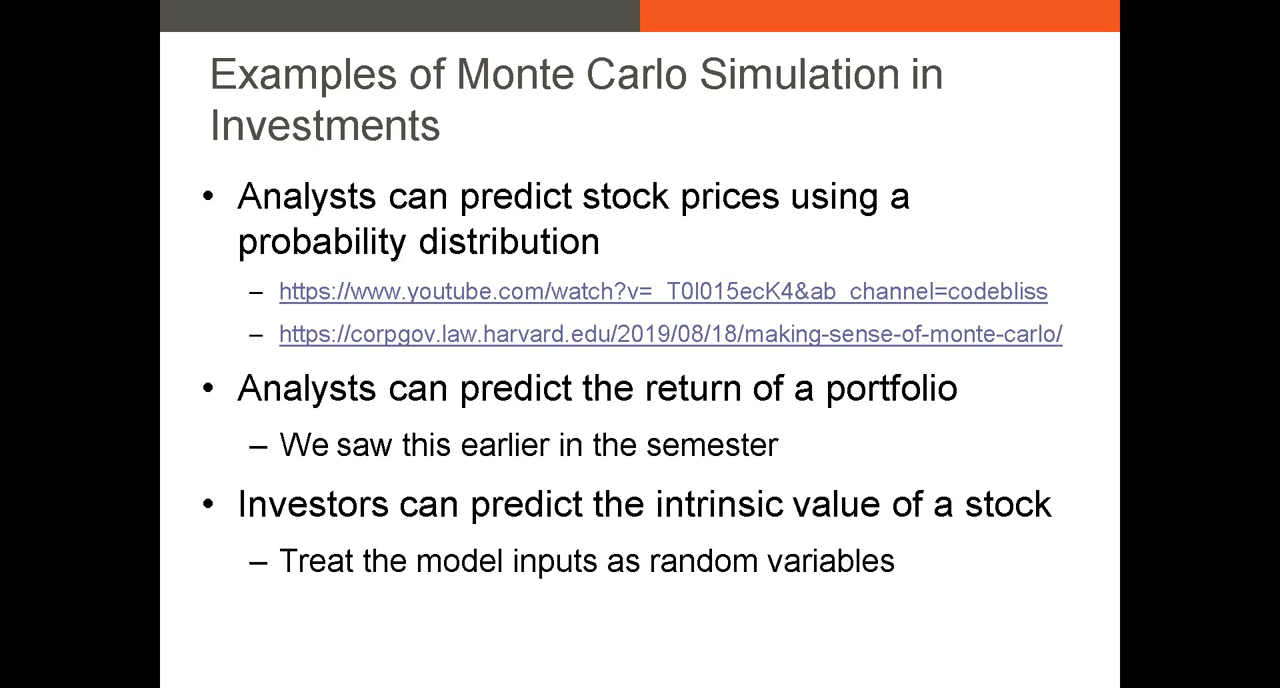 Examples of Monte Carlo Simulation in
Investments
• Analysts can predict stock prices using a
probability distribution
– https://www.youtube.com/watch?v=_T0l015ecK4&ab_channel=codebliss
– https://corpgov.law.harvard.edu/2019/08/18/making-sense-of-monte-carlo/
• Analysts can predict the return of a portfolio
– We saw this earlier in the semester
• Investors can predict the intrinsic value of a stock
– Treat the model inputs as random variables